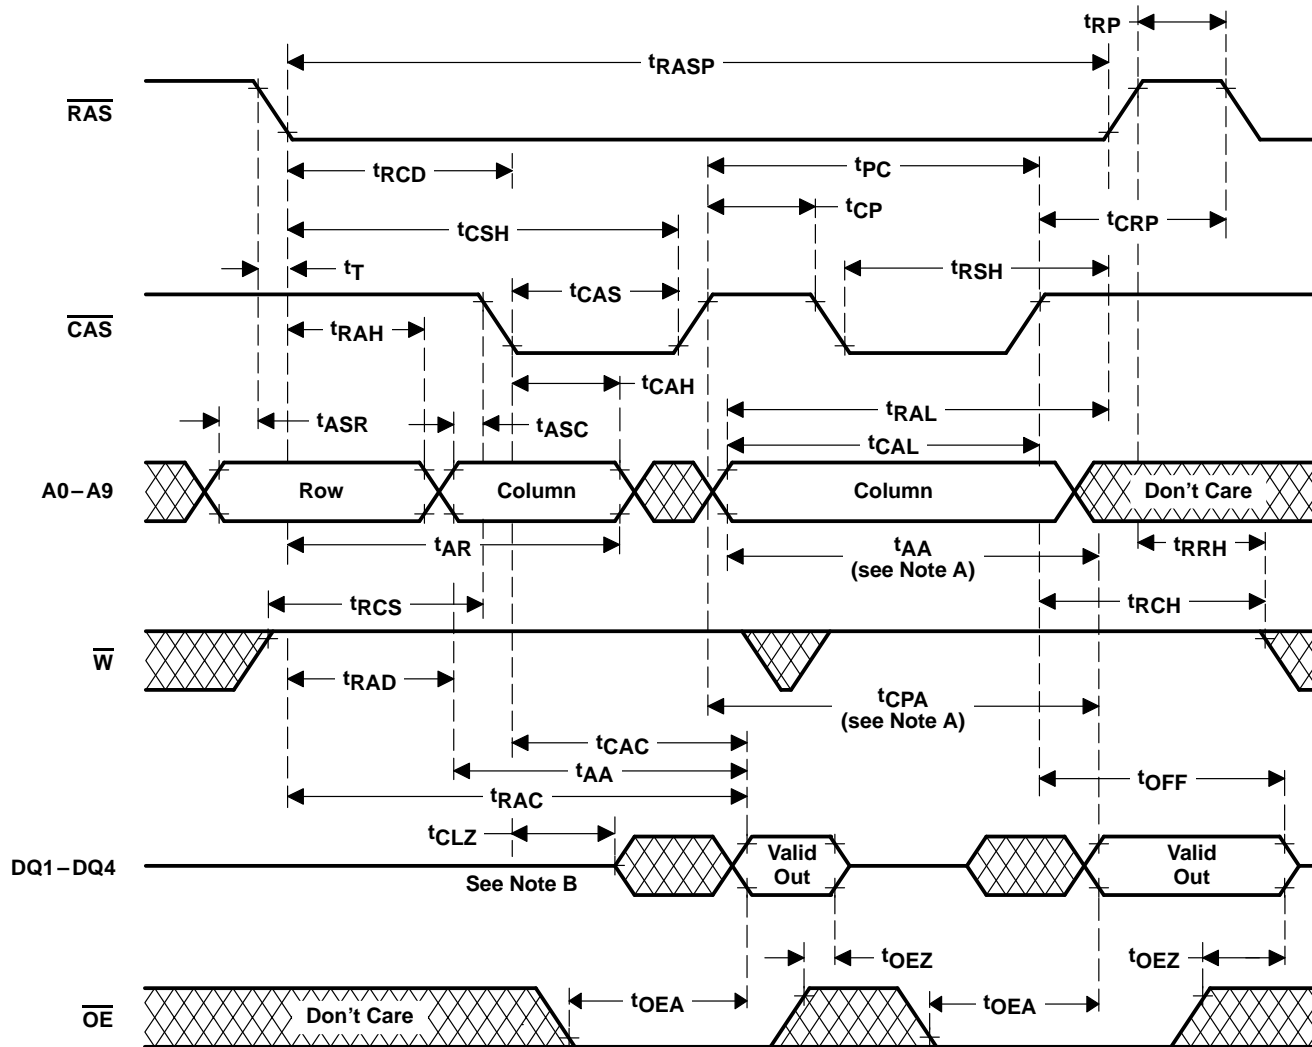 tRP
tRASP
RAS
tRCD
tPC
tCP
tCSH
tCRP
tT
tCAS
tRSH
CAS
tRAH
tCAH
tRAL
tASR
tASC
tCAL
A0–A9
Row
Column
Column
Don't Care
tAR
tAA
(see Note A)
tRRH
tRCS
tRCH
W
tRAD
tCPA
(see Note A)
tCAC
tAA
tOFF
tRAC
tCLZ
DQ1–DQ4
See Note B
Valid
Out
Valid
Out
tOEZ
tOEZ
OE
Don't Care
tOEA
tOEA